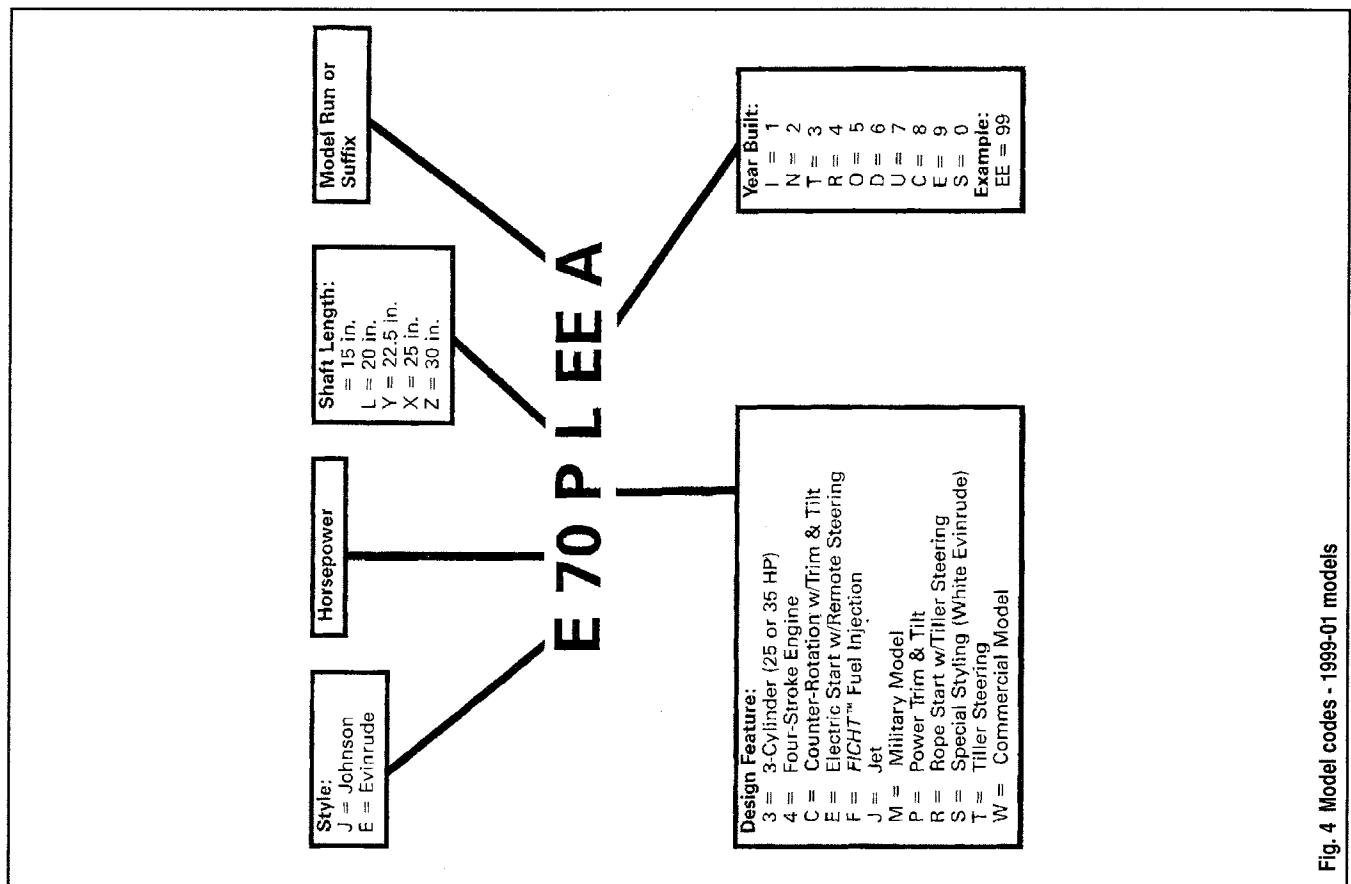 Style:
J = Johnson
E = Evinrude
Horsepower
Shaft Length:
= 15 in.
L = 20 in.
Y = 22.5 in.
X = 25 in.
Z = 30 in.
Model Run or
Suffix
E 70 P L EE A
Design Feature:
3 = 3-Cylinder (25 or 35 HP)
4 = Four-Stroke Engine
C = Counter-Rotation w/Trim & Tilt
E = Electric Start w/Remote Steering
F = FICHT™ Fuel Injection
J = Jet
M = Military Model
P = Power Trim & Tilt
R = Rope Start w/Tiller Steering
S = Special Styling (White Evinrude)
T = Tiller Steering
W = Commercial Model
Year Built:
I = 1
N = 2
T = 3
R = 4
O = 5
D = 6
U = 7
C = 8
E = 9
S = 0
Example:
EE = 99
Fig. 4 Model codes - 1999-01 models